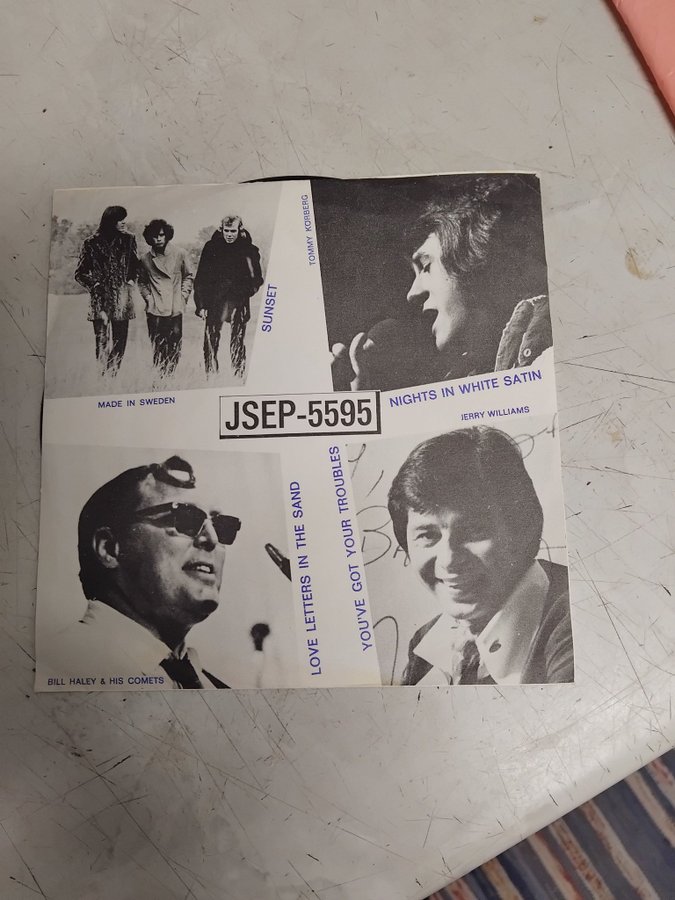 TOMMY KÖRBERG
SUNSET
MADE IN SWEDEN
NIGHTS IN WHITE SATIN
JSEP-5595
JERRY WILLIAMS
LOVE LETTERS IN THE SAND
YOU'VE GOT YOUR TROUBLES
BILL HALEY & HIS COMETS